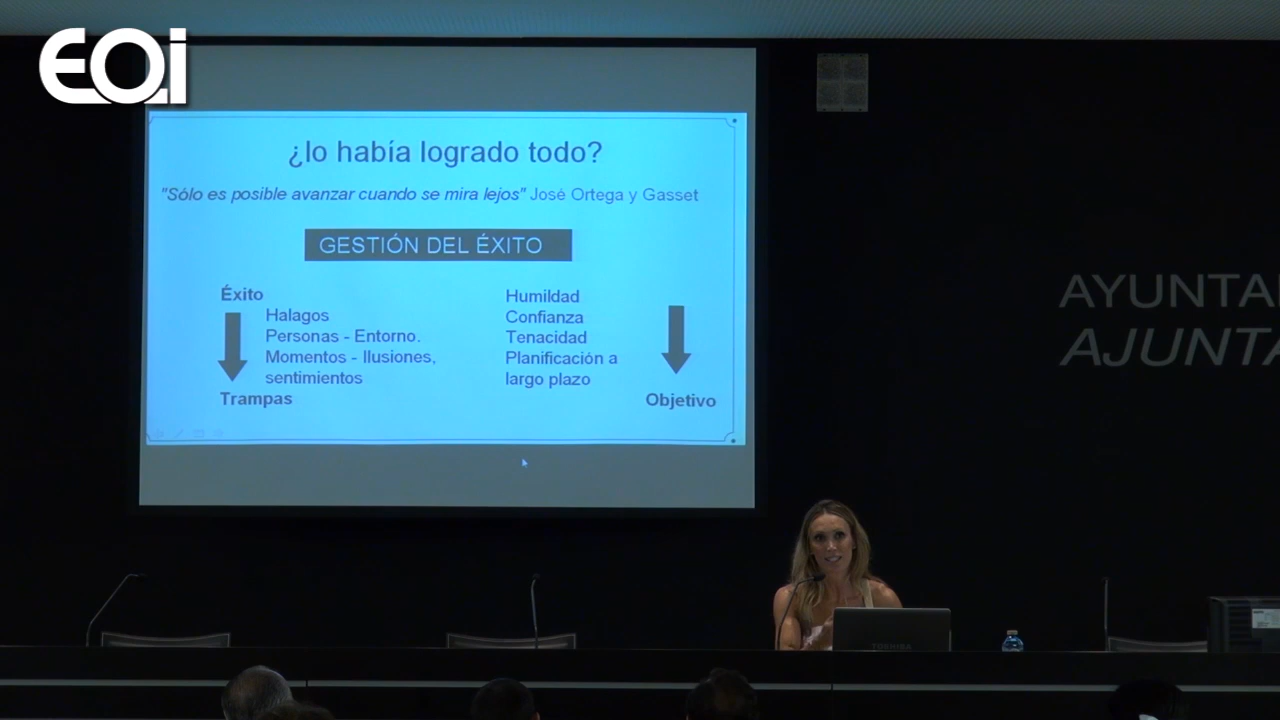 EOi
¿lo había logrado todo?
"Sólo es posible avanzar cuando se mira lejos" José Ortega y Gasset
GESTIÓN DEL ÉXITO
Éxito
Halagos
Personas - Entorno.
Momentos - Ilusiones,
sentimientos
Trampas
Humildad
Confianza
Tenacidad
Planificación a
largo plazo
Objetivo
AYUNTA
AJUNTA
TOSHIBA